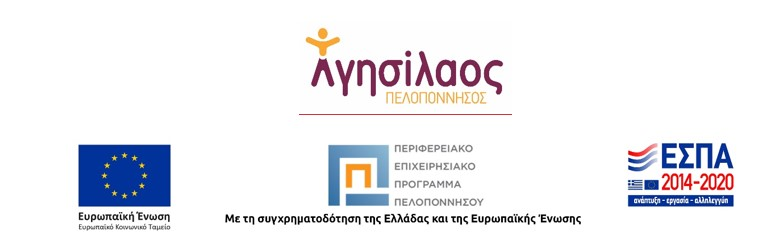 Αγησίλαος
ΠΕΛΟΠΟΝΝΗΣΟΣ
Ευρωπαϊκή Ένωση
Ευρωπαϊκό Κοινωνικό Ταμείο
ΠΕΡΙΦΕΡΕΙΑΚΟ
ΕΠΙΧΕΙΡΗΣΙΑΚΟ
ΠΡΟΓΡΑΜΜΑ
ΠΕΛΟΠΟΝΝΗΣΟΥ
ΕΣΠΑ
2014-2020
ανάπτυξη - εργασία - αλληλεγγύη
Με τη συγχρηματοδότηση της Ελλάδας και της Ευρωπαϊκής Ένωσης